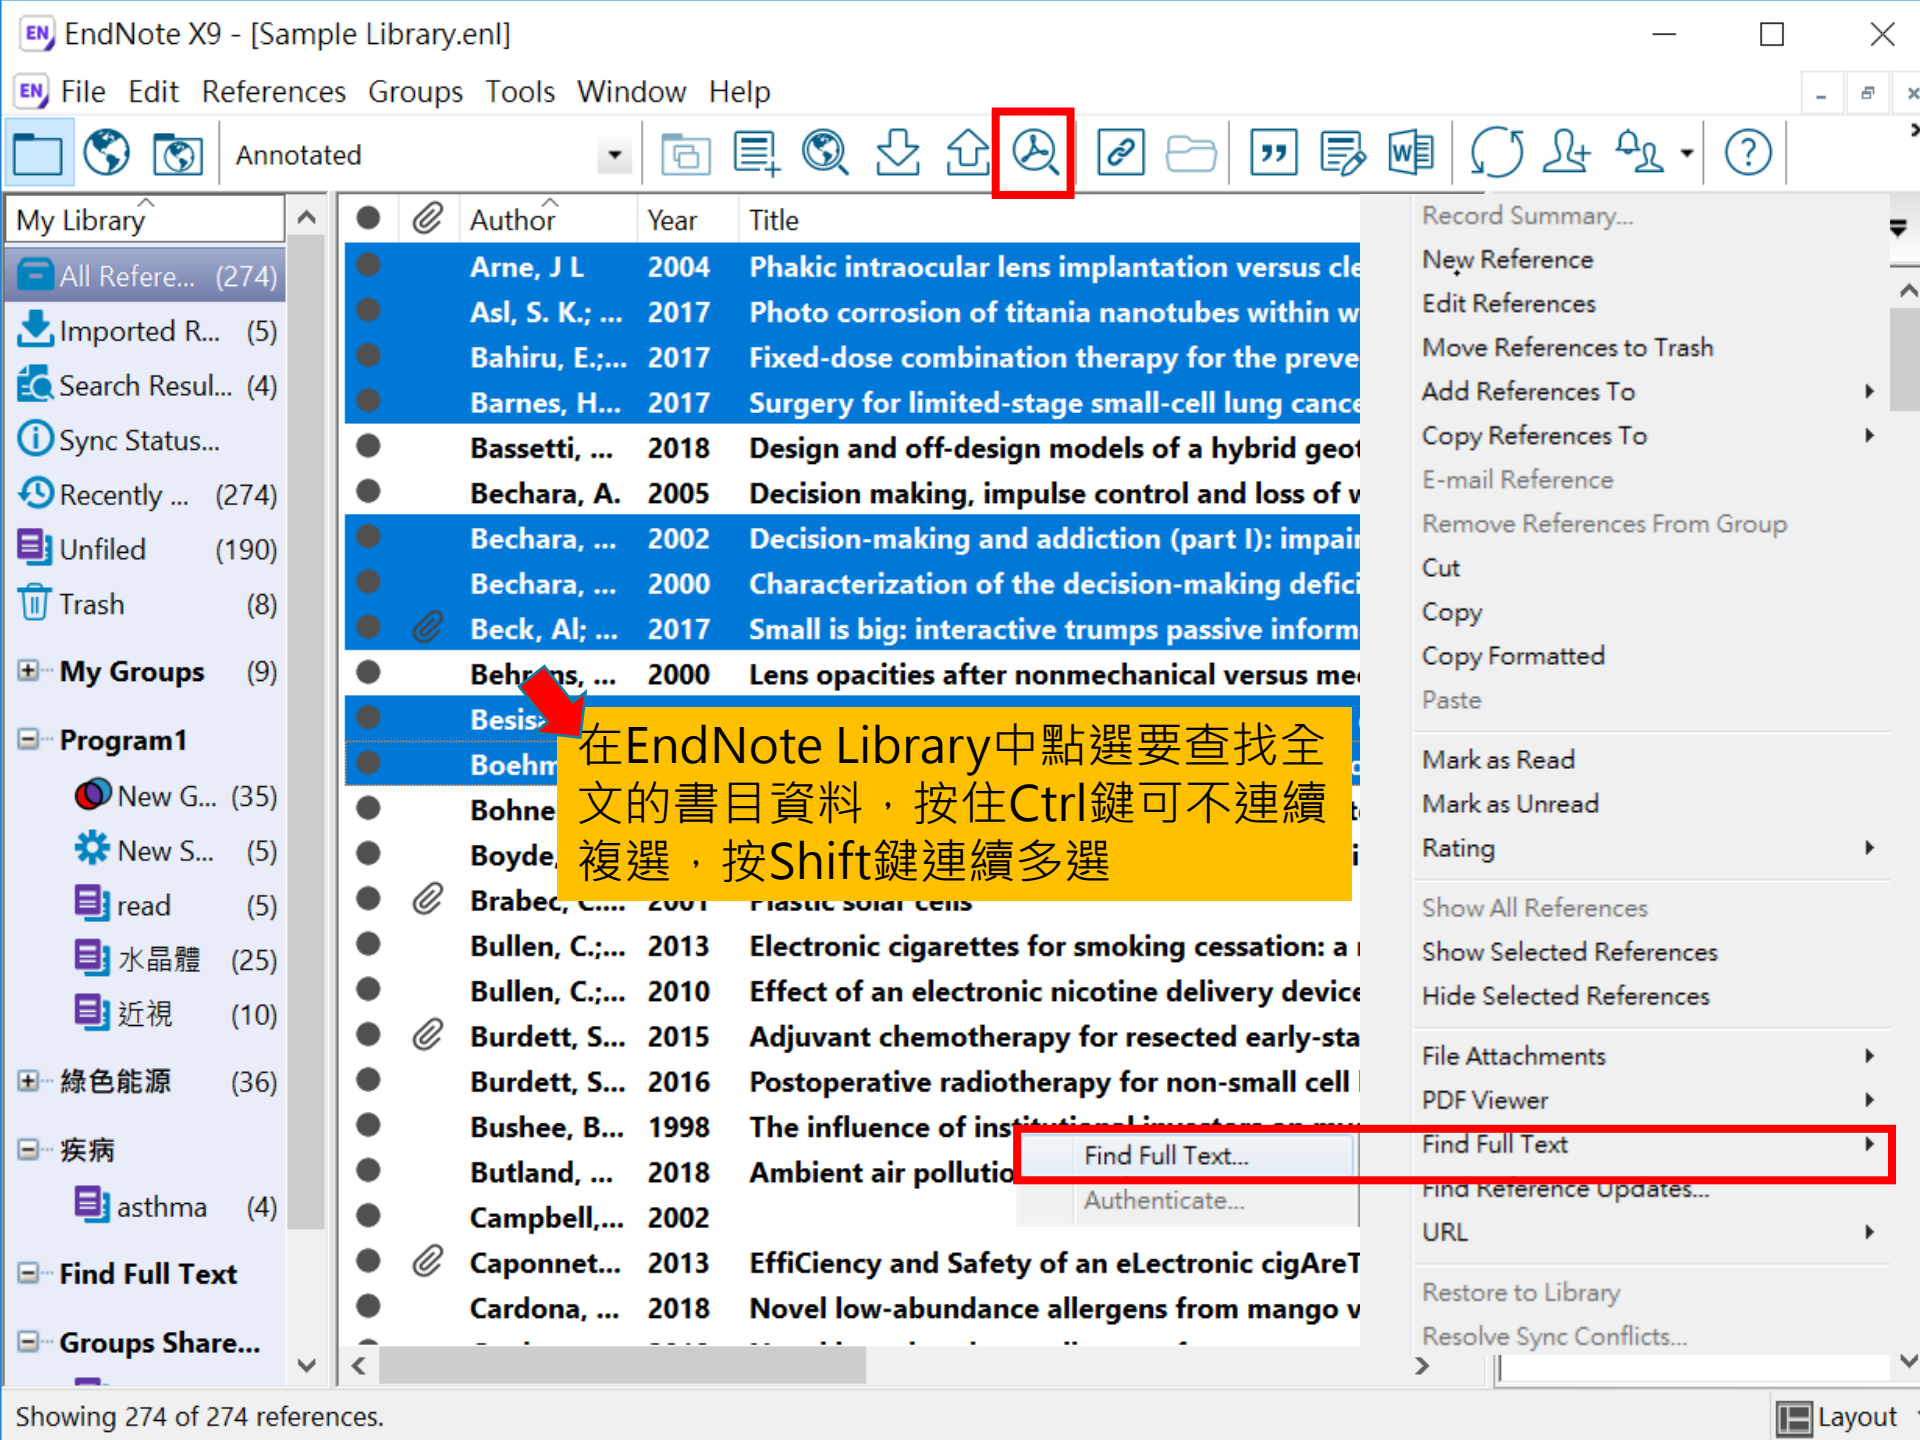 EndNote X9 - [Sample Library.enl]
File Edit References Groups Tools Window Help
Annotated
My Library
All Refere... (274)
Imported R... (5)
Search Resul... (4)
Sync Status...
Recently ... (274)
Unfiled (190)
Trash (8)
My Groups (9)
Program1
New G... (35)
New S... (5)
read (5)
水晶體 (25)
近視 (10)
綠色能源 (36)
疾病
asthma (4)
Find Full Text
Groups Share...
Author Year Title
Arne, J L 2004 Phakic intraocular lens implantation versus cle
Asl, S. K.; ... 2017 Photo corrosion of titania nanotubes within w
Bahiru, E.;... 2017 Fixed-dose combination therapy for the preve
Barnes, H... 2017 Surgery for limited-stage small-cell lung cance
Bassetti, ... 2018 Design and off-design models of a hybrid geot
Bechara, A. 2005 Decision making, impulse control and loss of w
Bechara, ... 2002 Decision-making and addiction (part I): impair
Bechara, ... 2000 Characterization of the decision-making defici
Beck, Al; ... 2017 Small is big: interactive trumps passive inform
Behrens, ... 2000 Lens opacities after nonmechanical versus me
Besis
Boehm
Bohne
Boyde,
Brabec, C.... 2001 Plastic solar cells
Bullen, C.;... 2013 Electronic cigarettes for smoking cessation: a
Bullen, C.;... 2010 Effect of an electronic nicotine delivery device
Burdett, S... 2015 Adjuvant chemotherapy for resected early-sta
Burdett, S... 2016 Postoperative radiotherapy for non-small cell
Bushee, B... 1998 The influence of institutional investors on
Butland, ... 2018 Ambient air pollutio
Campbell,... 2002
Caponnet... 2013 EffiCiency and Safety of an eLectronic cigAreT
Cardona, ... 2018 Novel low-abundance allergens from mango v
在EndNote Library中點選要查找全
文的書目資料，按住Ctrl鍵可不連續
複選，按Shift鍵連續多選
Record Summary...
New Reference
Edit References
Move References to Trash
Add References To
Copy References To
E-mail Reference
Remove References From Group
Cut
Copy
Copy Formatted
Paste
Mark as Read
Mark as Unread
Rating
Show All References
Show Selected References
Hide Selected References
File Attachments
PDF Viewer
Find Full Text
Find Reference Updates...
URL
Restore to Library
Resolve Sync Conflicts...
Find Full Text...
Authenticate...
Showing 274 of 274 references.
Layout